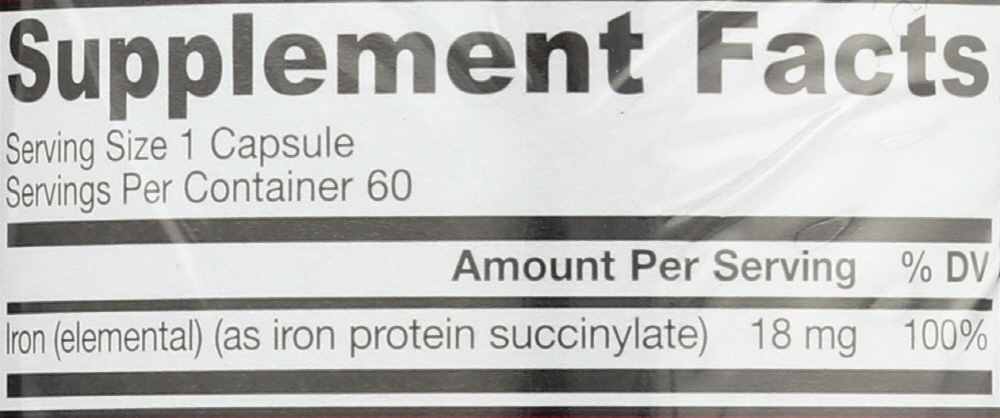 Supplement Facts
Serving Size 1 Capsule
Servings Per Container 60
Amount Per Serving % DV
Iron (elemental) (as iron protein succinylate) 18 mg 100%